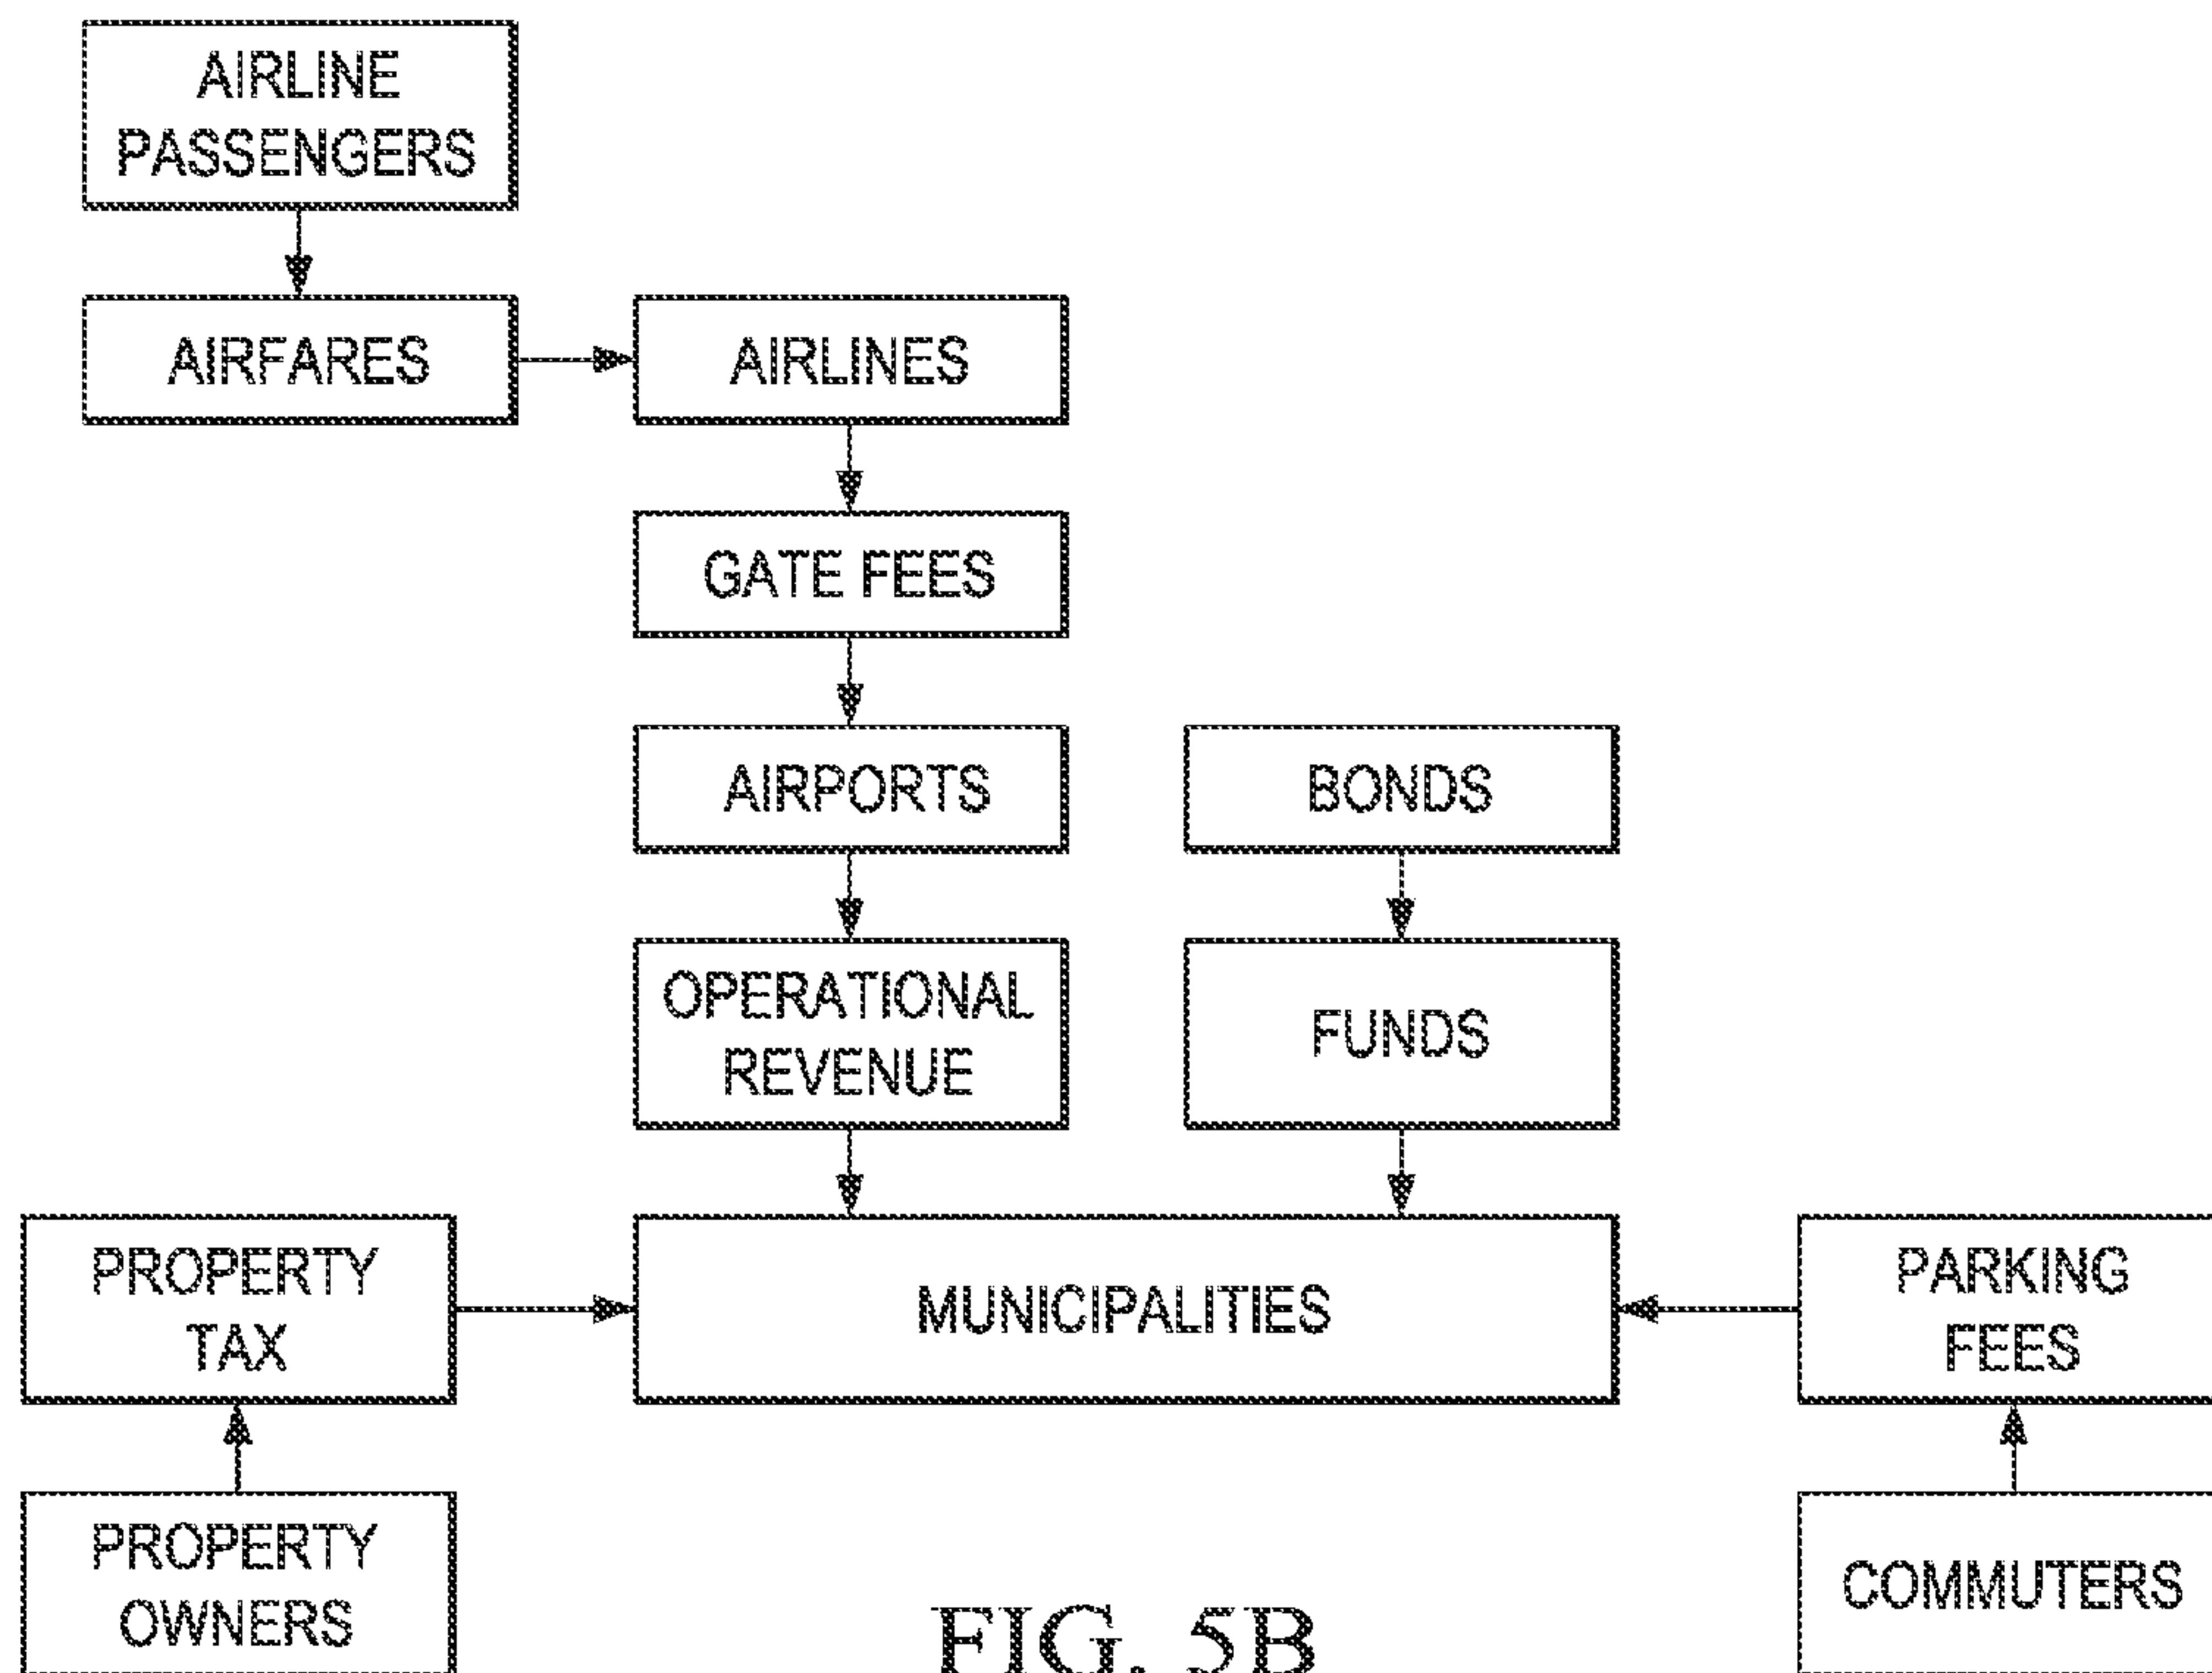 AIRLINE
PASSENGERS
AIRFARES
AIRLINES
GATE FEES
AIRPORTS
BONDS
OPERATIONAL
REVENUE
FUNDS
PROPERTY
TAX
MUNICIPALITIES
PARKING
FEES
PROPERTY
OWNERS
COMMUTERS
FIG. 5B